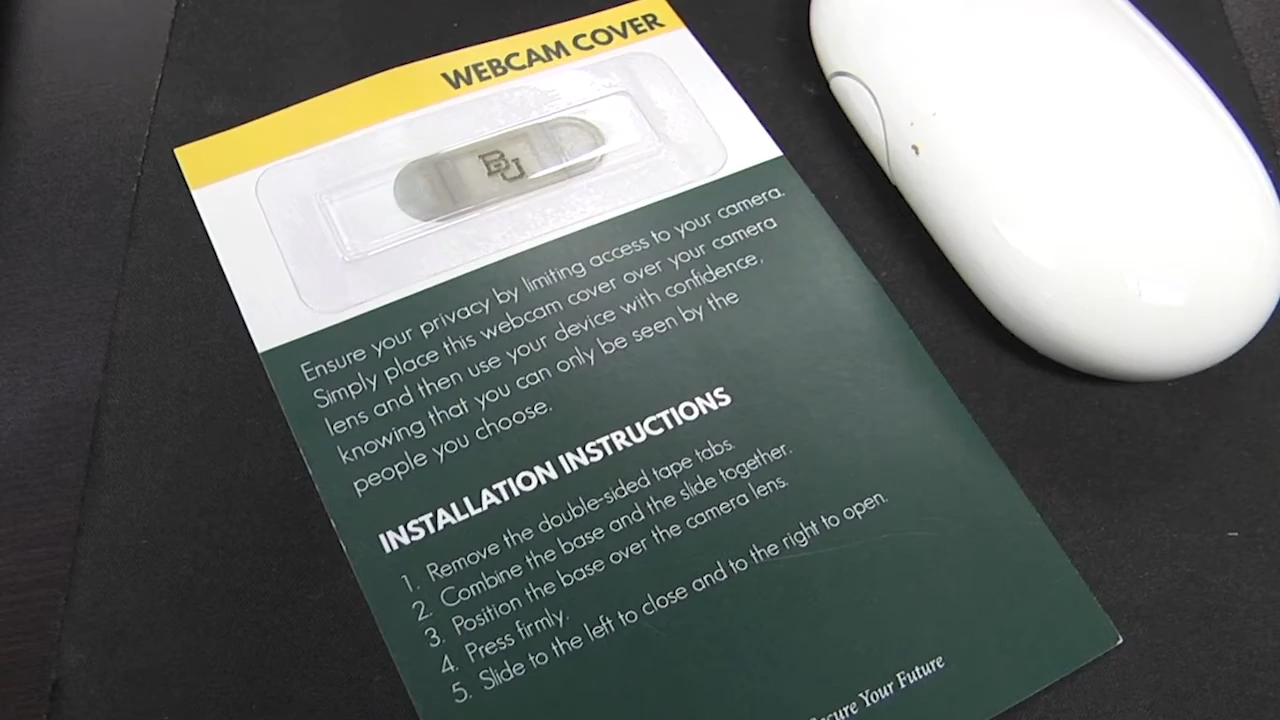 WEBCAM COVER
BU
Ensure your privacy by limiting access to your camera.
Simply place this webcam cover over your camera
lens and then use your device with confidence,
knowing that you can only be seen by the
people you choose.
INSTALLATION INSTRUCTIONS
1. Remove the double-sided tape tabs.
2. Combine the base and the slide together.
3. Position the base over the camera lens.
4. Press firmly.
5. Slide to the left to close and to the right to open.
Your Future